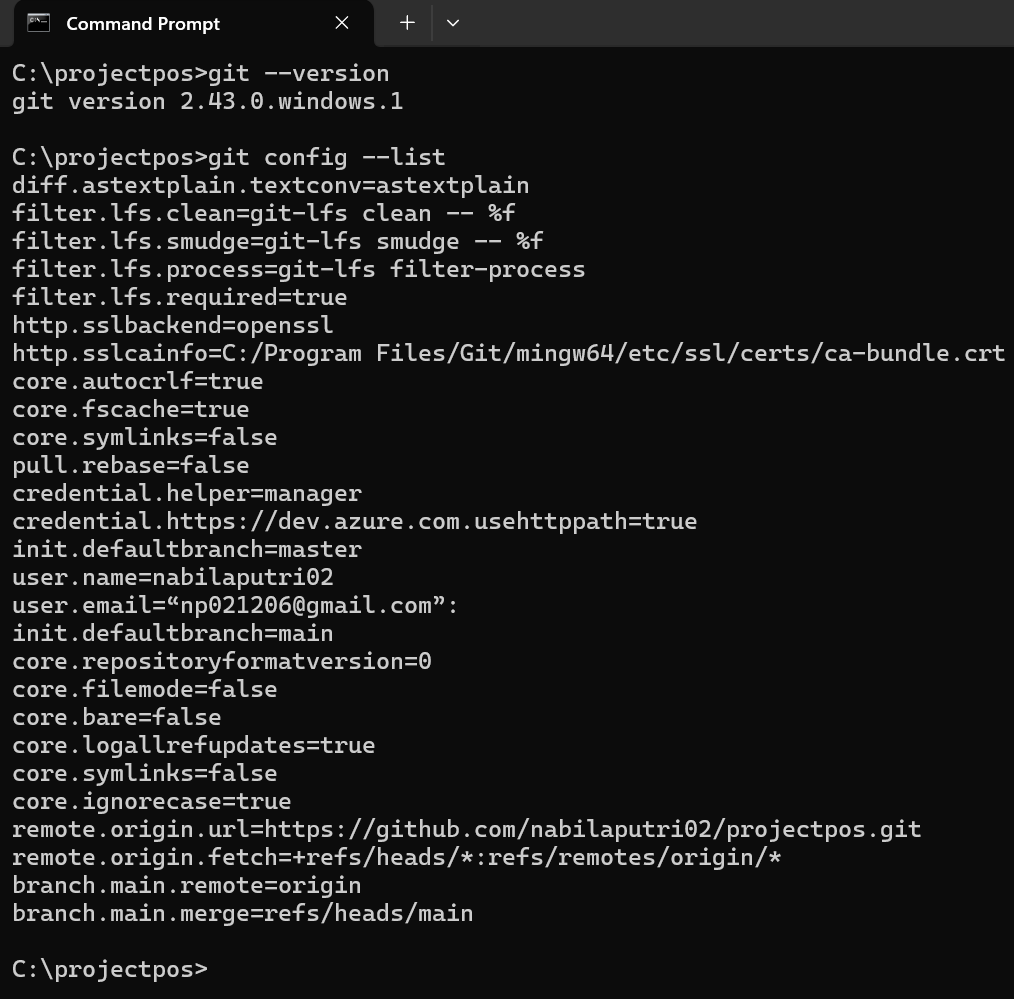 Command Prompt
C:\projectpos>git --version
git version 2.43.0.windows.1
C:\projectpos>git config --list
diff.astextplain.textconv=astextplain
filter.lfs.clean=git-lfs clean -- %f
filter.lfs.smudge=git-lfs smudge -- %f
filter.lfs.process=git-lfs filter-process
filter.lfs.required=true
http.sslbackend=openssl
http.sslcainfo=C:/Program Files/Git/mingw64/etc/ssl/certs/ca-bundle.crt
core.autocrlf=true
core.fscache=true
core.symlinks=false
pull.rebase=false
credential.helper=manager
credential.https://dev.azure.com.usehttppath=true
init.defaultbranch=master
user.name=nabilaputri02
user.email=“np021206@gmail.com”:
init.defaultbranch=main
core.repositoryformatversion=0
core.filemode=false
core.bare=false
core.logallrefupdates=true
core.symlinks=false
core.ignorecase=true
remote.origin.url=https://github.com/nabilaputri02/projectpos.git
remote.origin.fetch=+refs/heads/*:refs/remotes/origin/*
branch.main.remote=origin
branch.main.merge=refs/heads/main
C:\projectpos>